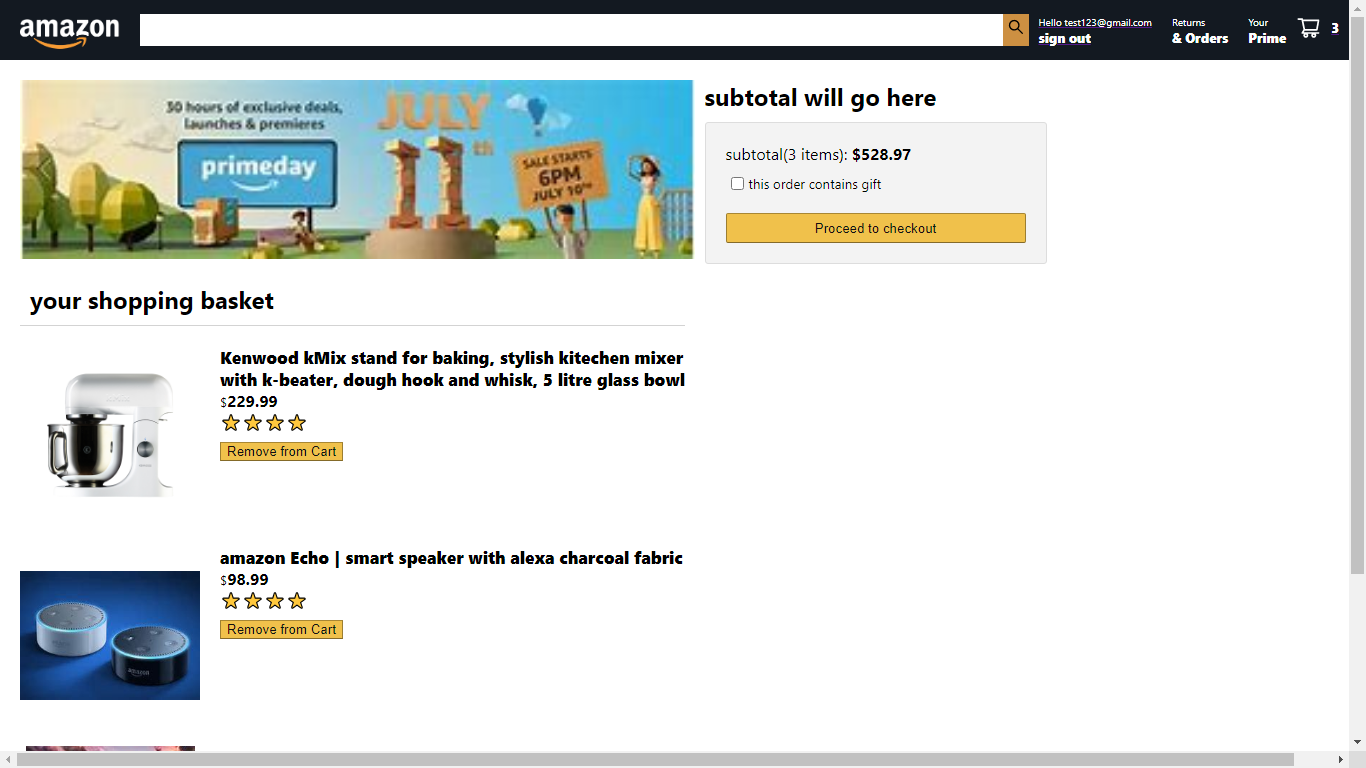 amazon
Hello test123@gmail.com
sign out
Returns
& Orders
Your
Prime
3
30 hours of exclusive deals,
launches & premieres
primeday
JULY
11th
SALE STARTS
6PM
JULY 10TH
subtotal will go here
subtotal(3 items): $528.97
this order contains gift
Proceed to checkout
your shopping basket
Kenwood kMix stand for baking, stylish kitechen mixer
with k-beater, dough hook and whisk, 5 litre glass bowl
$229.99
Remove from Cart
amazon Echo | smart speaker with alexa charcoal fabric
$98.99
Remove from Cart